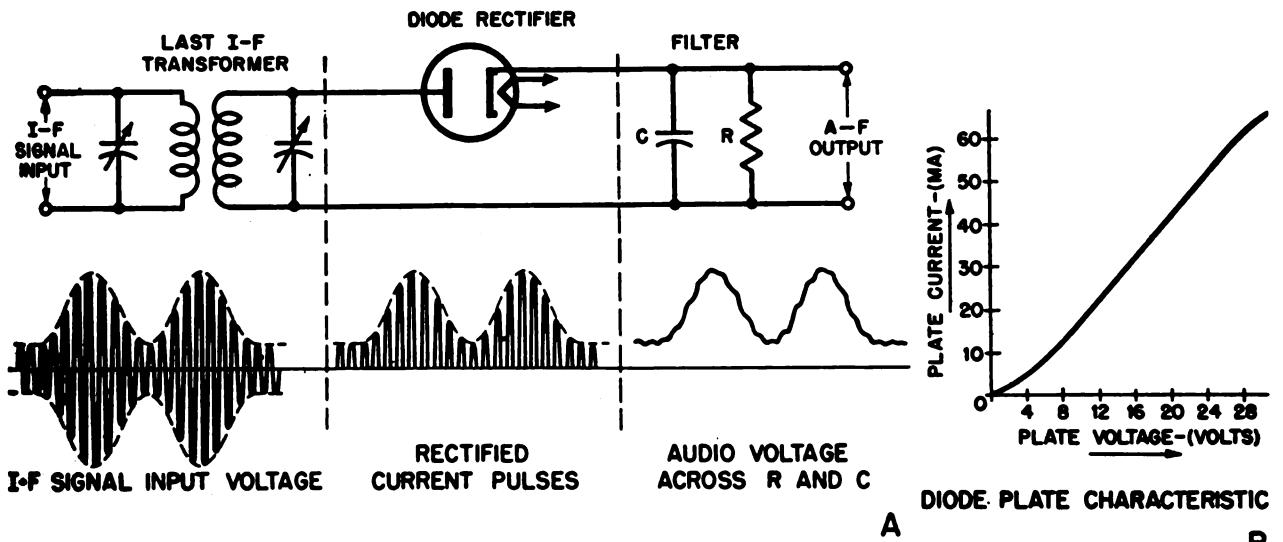 DIODE RECTIFIER
LAST I-F
TRANSFORMER
FILTER
I-F
SIGNAL
INPUT
C
R
A-F
OUTPUT
I-F SIGNAL INPUT VOLTAGE
RECTIFIED
CURRENT PULSES
AUDIO VOLTAGE
ACROSS R AND C
A
PLATE CURRENT-(MA)
60
50
40
30
20
10
0
4 8 12 16 20 24 28
PLATE VOLTAGE-(VOLTS)
DIODE PLATE CHARACTERISTIC